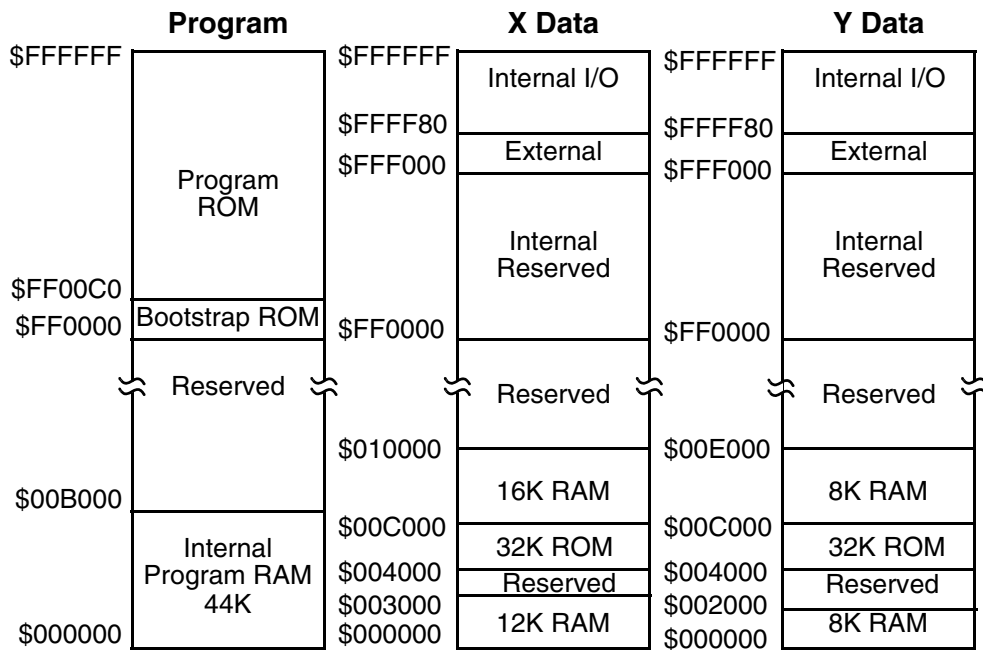 Program
$FFFFFF
Program
ROM
$FF00C0
Bootstrap ROM
$FF0000
Reserved
$00B000
Internal
Program RAM
44K
$000000
X Data
$FFFFFF
Internal I/O
$FFFF80
External
$FFF000
Internal
Reserved
$FF0000
Reserved
$010000
16K RAM
$00C000
32K ROM
$004000
Reserved
$003000
12K RAM
$000000
Y Data
$FFFFFF
Internal I/O
$FFFF80
External
$FFF000
Internal
Reserved
$FF0000
Reserved
$00E000
8K RAM
$00C000
32K ROM
$004000
Reserved
$002000
8K RAM
$000000